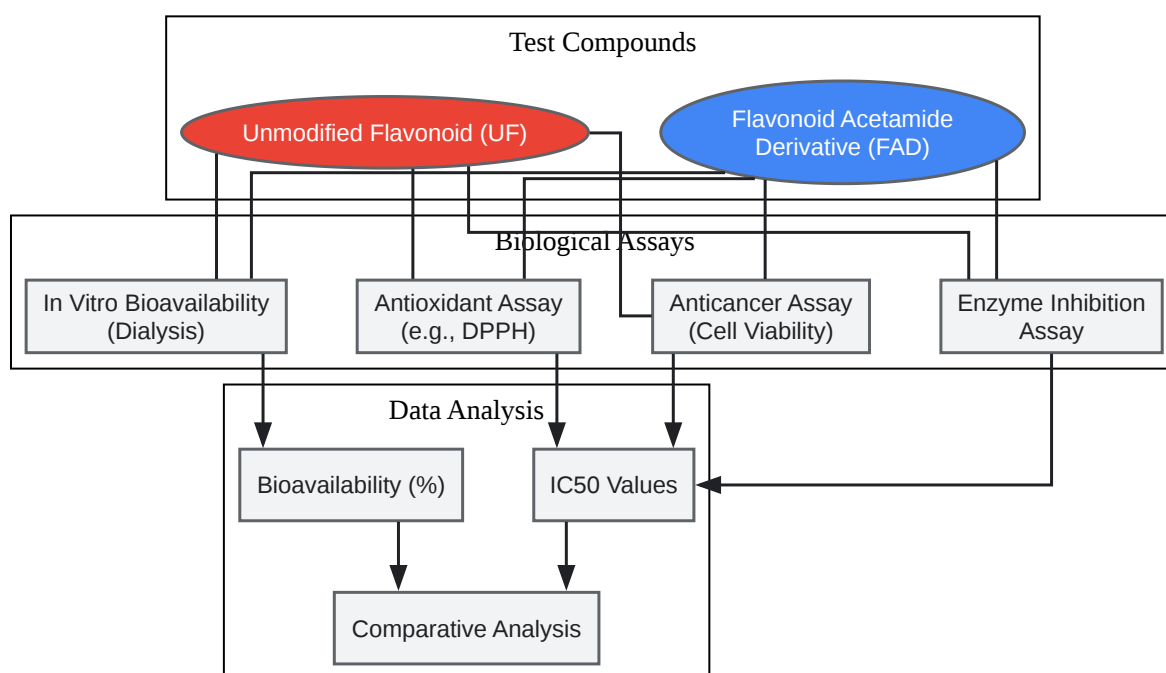 Test Compounds
Unmodified Flavonoid (UF)
Flavonoid Acetamide
Derivative (FAD)
Biological Assays
In Vitro Bioavailability
(Dialysis)
Antioxidant Assay
(e.g., DPPH)
Anticancer Assay
(Cell Viability)
Enzyme Inhibition
Assay
Data Analysis
Bioavailability (%)
IC50 Values
Comparative Analysis